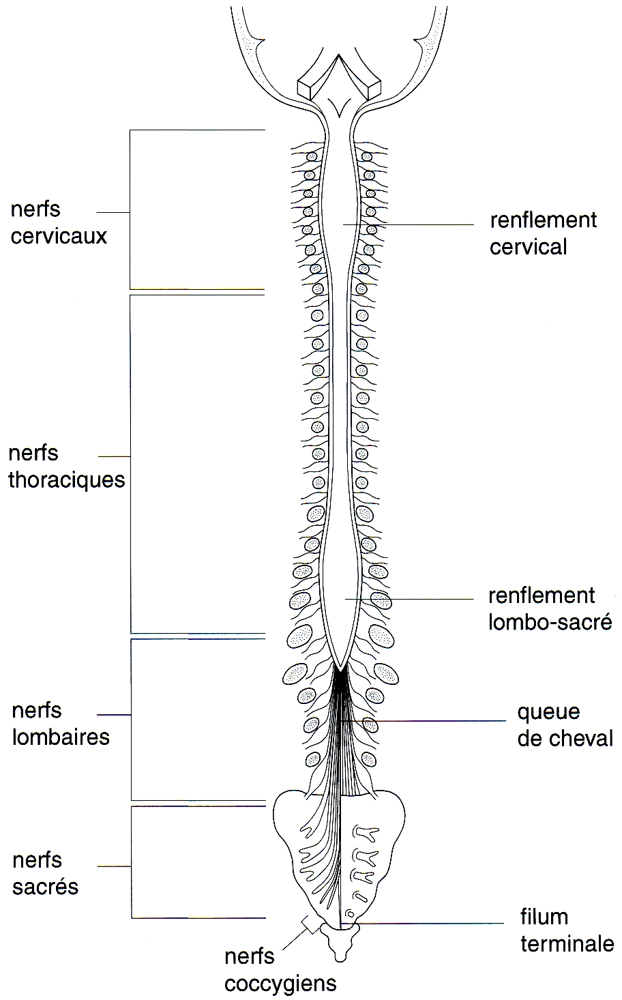 nerfs
cervicaux
renflement
cervical
nerfs
thoraciques
renflement
lombo-sacré
nerfs
lombaires
queue
de cheval
nerfs
sacrés
filum
terminale
nerfs
coccygiens